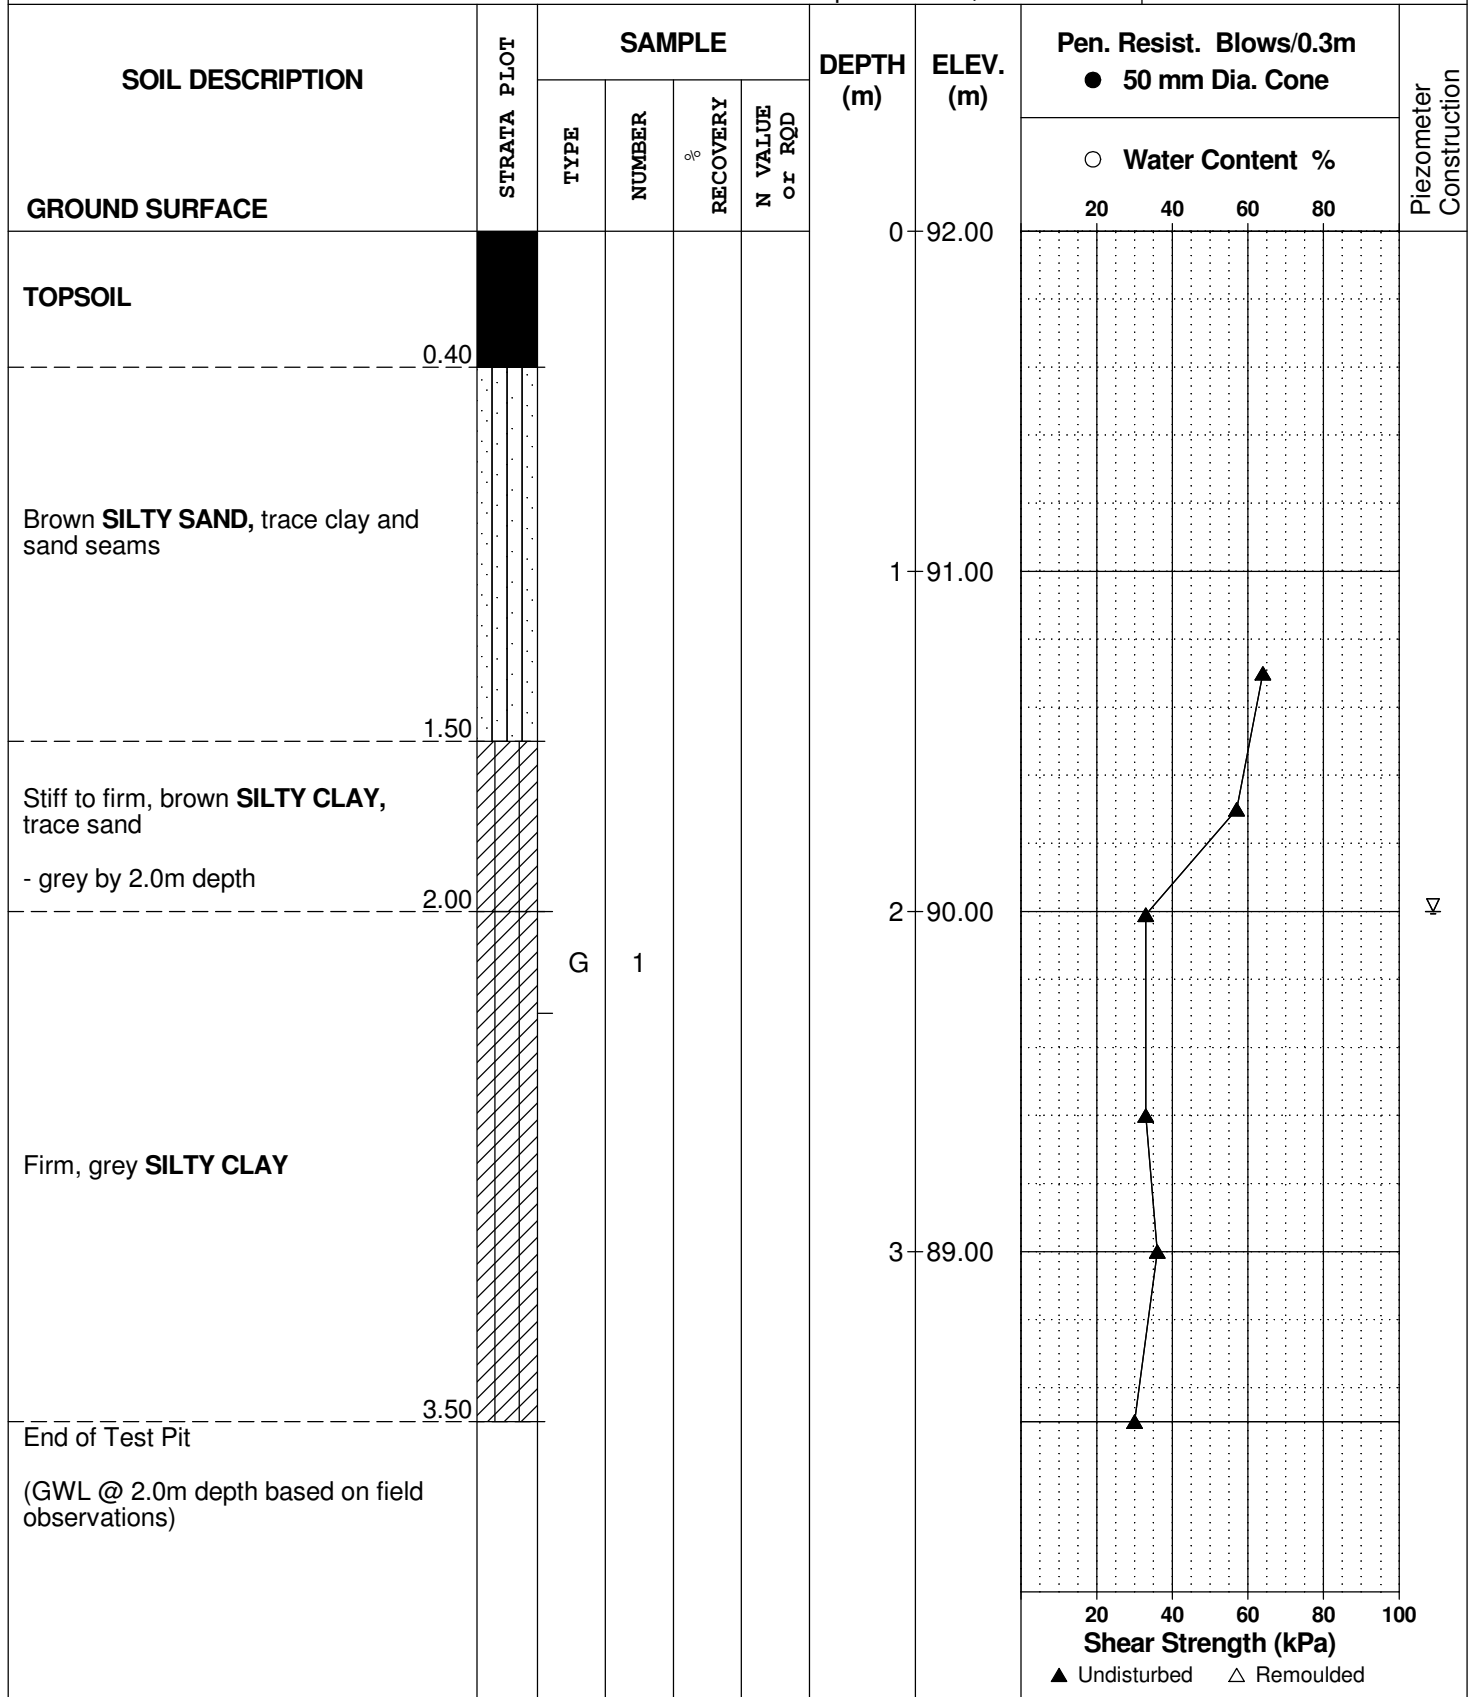 SOIL DESCRIPTION
GROUND SURFACE
STRATA PLOT
SAMPLE
TYPE
NUMBER
%
RECOVERY
N VALUE
or RQD
DEPTH
(m)
ELEV.
(m)
Pen. Resist. Blows/0.3m
● 50 mm Dia. Cone
○ Water Content %
20 40 60 80
Piezometer
Construction
0 92.00
TOPSOIL
0.40
Brown SILTY SAND, trace clay and
sand seams
1 91.00
1.50
Stiff to firm, brown SILTY CLAY,
trace sand
- grey by 2.0m depth
2.00
2 90.00
G 1
Firm, grey SILTY CLAY
3 89.00
3.50
End of Test Pit
(GWL @ 2.0m depth based on field
observations)
20 40 60 80 100
Shear Strength (kPa)
▲ Undisturbed △ Remoulded